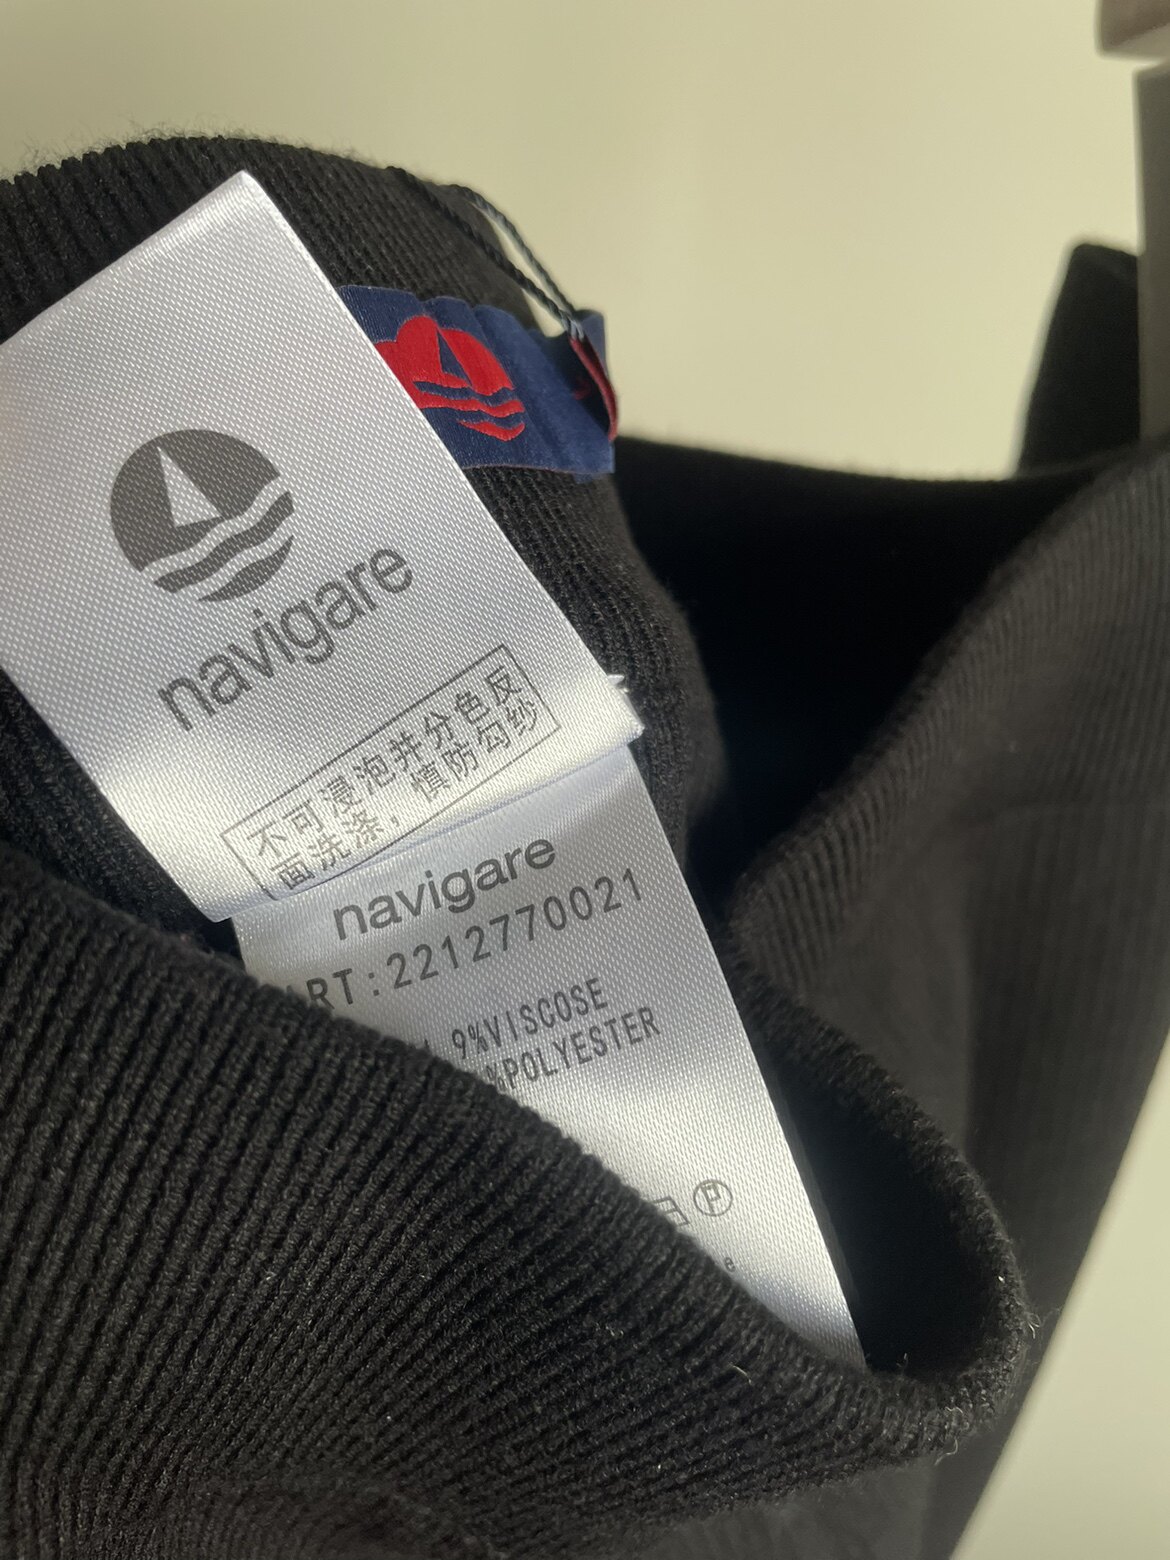 navigare
不可浸泡并分色反
面洗涤，慎防勾纱
navigare
ART:2212770021
9%VISCOSE
%POLYESTER
P